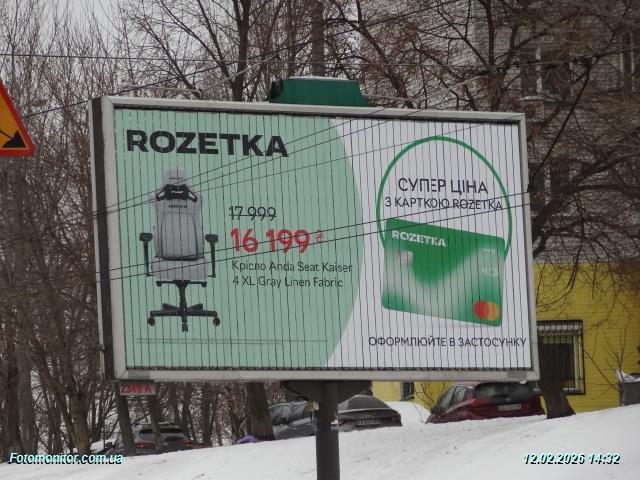 ROZETKA
17 999
16 199 ₴
Крісло Anda Seat Kaiser
4 XL Gray Linen Fabric
СУПЕР ЦІНА
З КАРТКОЮ ROZETKA
ROZETKA
ОФОРМЛЮЙТЕ В ЗАСТОСУНКУ
Fotomonitor.com.ua
12.02.2026 14:32